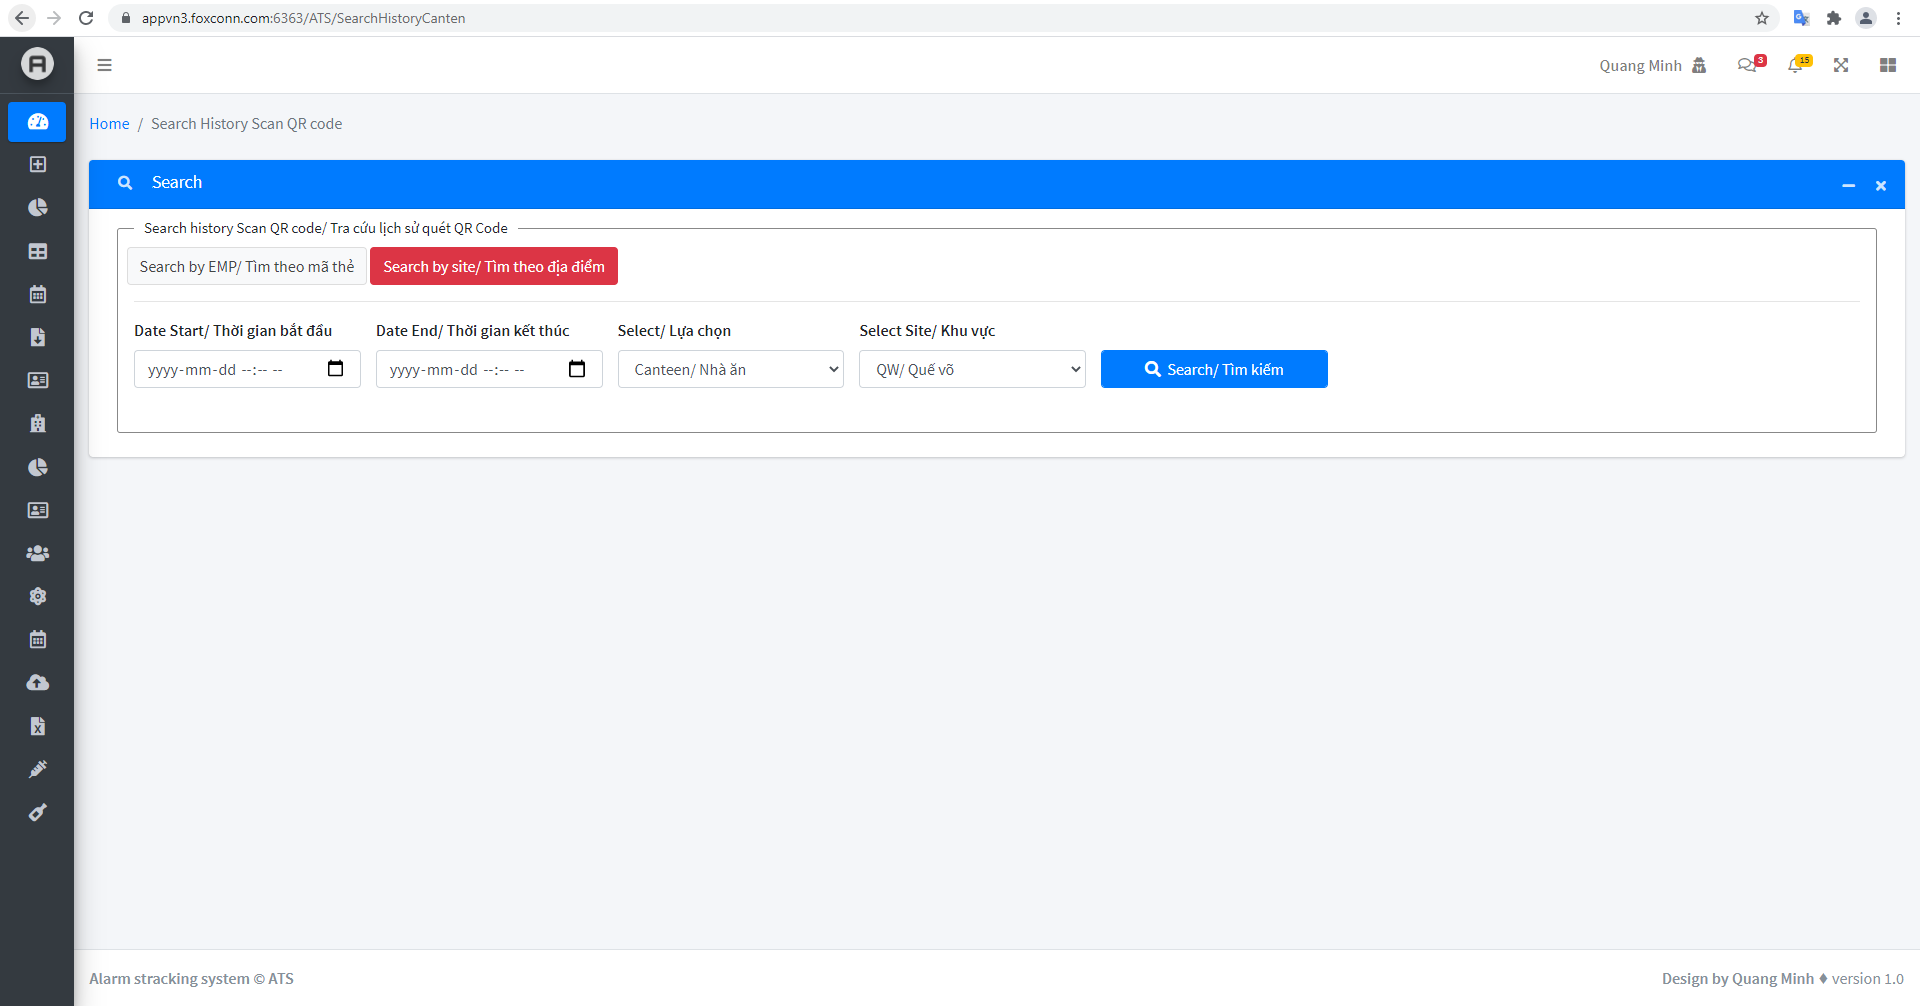 appvn3.foxconn.com:6363/ATS/SearchHistoryCanten
Quang Minh
3
15
Home / Search History Scan QR code
Search
Search history Scan QR code/ Tra cứu lịch sử quét QR Code
Search by EMP/ Tìm theo mã thẻ
Search by site/ Tìm theo địa điểm
Date Start/ Thời gian bắt đầu
Date End/ Thời gian kết thúc
Select/ Lựa chọn
Select Site/ Khu vực
yyyy-mm-dd --:-- --
yyyy-mm-dd --:-- --
Canteen/ Nhà ăn
QW/ Quế võ
Search/ Tìm kiếm
Alarm stracking system © ATS
Design by Quang Minh ♦ version 1.0